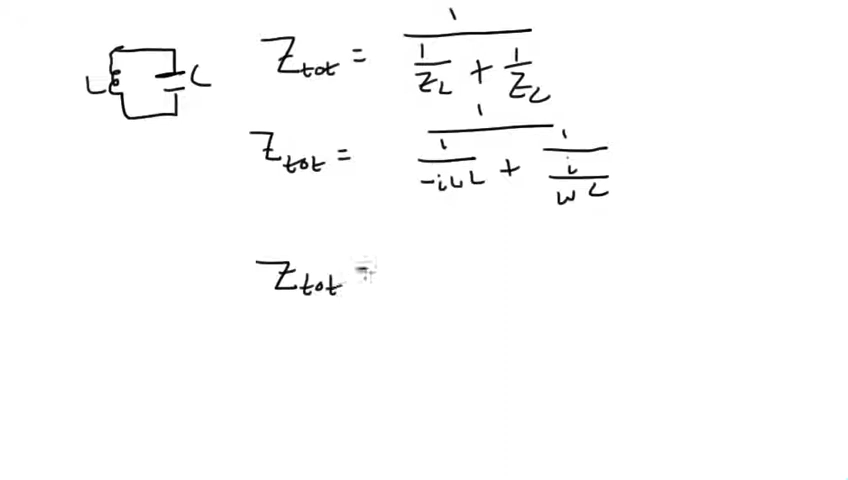 L C Z_tot = 1 / (1/Z_L + 1/Z_C)
Z_tot = 1 / (1/(-iωL) + 1/(i/(ωC)))
Z_tot =